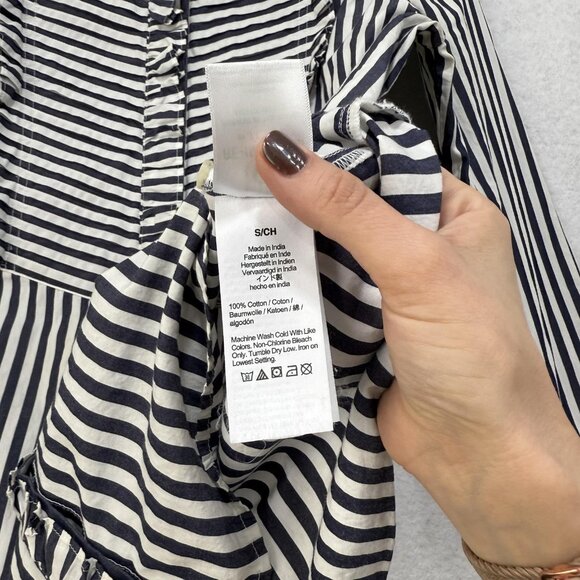 S/CH
Made in India
Fabriqué en Inde
Hergestellt in Indien
Vervaardigd in India
インド製
hecho en india
100% Cotton / Coton /
Baumwolle / Katoen / 綿 /
algodón
Machine Wash Cold With Like
Colors. Non-Chlorine Bleach
Only. Tumble Dry Low. Iron on
Lowest Setting.